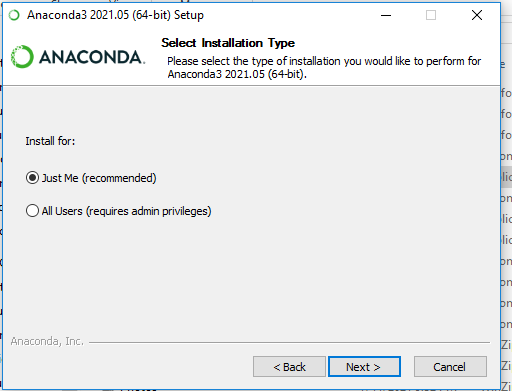 Anaconda3 2021.05 (64-bit) Setup
ANACONDA.
Select Installation Type
Please select the type of installation you would like to perform for
Anaconda3 2021.05 (64-bit).
Install for:
Just Me (recommended)
All Users (requires admin privileges)
Anaconda, Inc.
< Back
Next >
Cancel